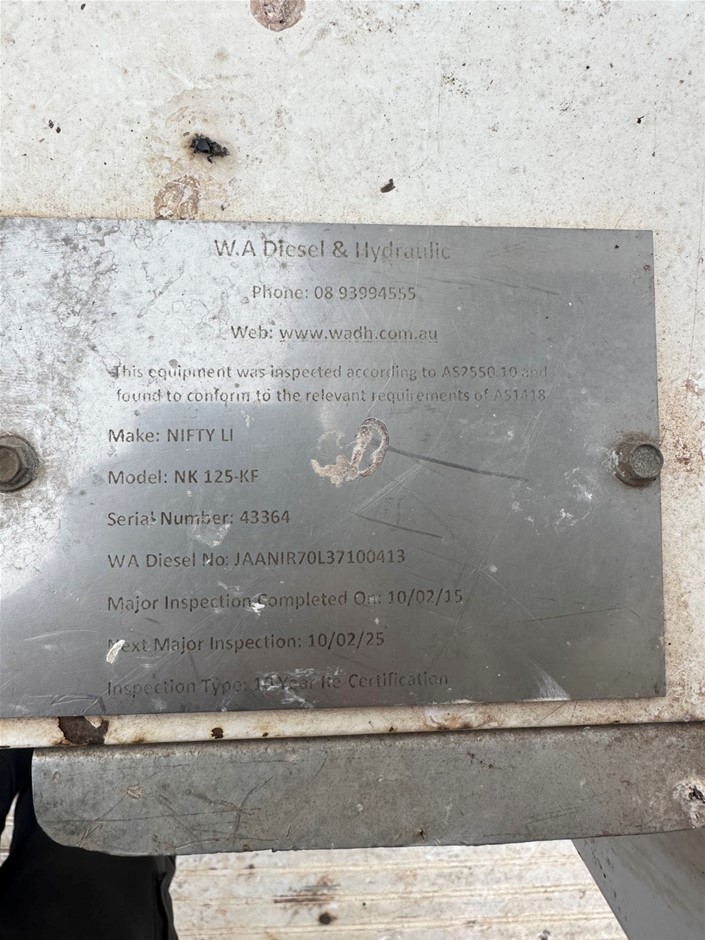 W.A Diesel & Hydraulic
Phone: 08 93994555
Web: www.wadh.com.au
This equipment was inspected according to AS2550.10 and
found to conform to the relevant requirements of AS1418
Make: NIFTY LI
Model: NK 125-KF
Serial Number: 43364
WA Diesel No: JAANIR70L37100413
Major Inspection Completed On: 10/02/15
Next Major Inspection: 10/02/25
Inspection Type: 10 Year Re-Certification